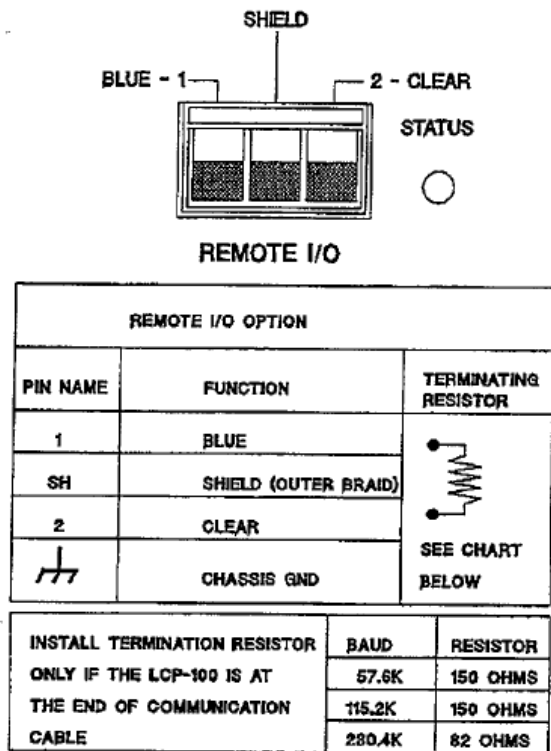 SHIELD
BLUE - 1
2 - CLEAR
STATUS
REMOTE I/O
REMOTE I/O OPTION
PIN NAME FUNCTION TERMINATING RESISTOR
1 BLUE
SH SHIELD (OUTER BRAID)
2 CLEAR
CHASSIS GND
SEE CHART
BELOW
INSTALL TERMINATION RESISTOR BAUD RESISTOR
ONLY IF THE LCP-100 IS AT 57.6K 150 OHMS
THE END OF COMMUNICATION 115.2K 150 OHMS
CABLE 230.4K 82 OHMS